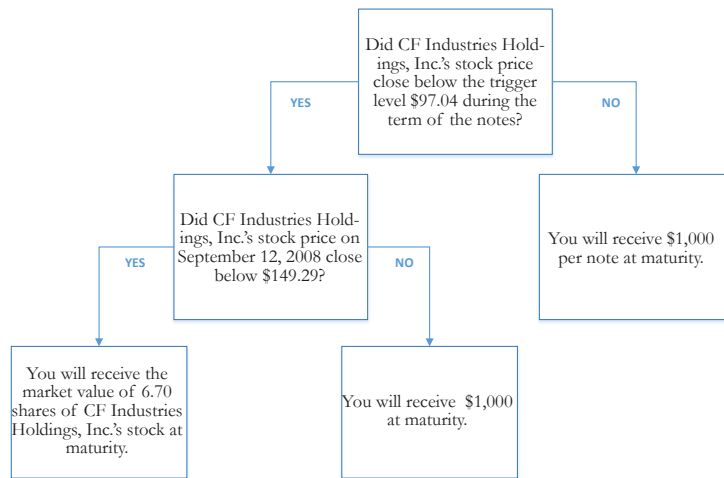 Did CF Industries Hold-
ings, Inc.'s stock price
close below the trigger
level $97.04 during the
term of the notes?
YES
NO
Did CF Industries Hold-
ings, Inc.'s stock price on
September 12, 2008 close
below $149.29?
You will receive $1,000
per note at maturity.
YES
NO
You will receive the
market value of 6.70
shares of CF Industries
Holdings, Inc.'s stock at
maturity.
You will receive $1,000
at maturity.